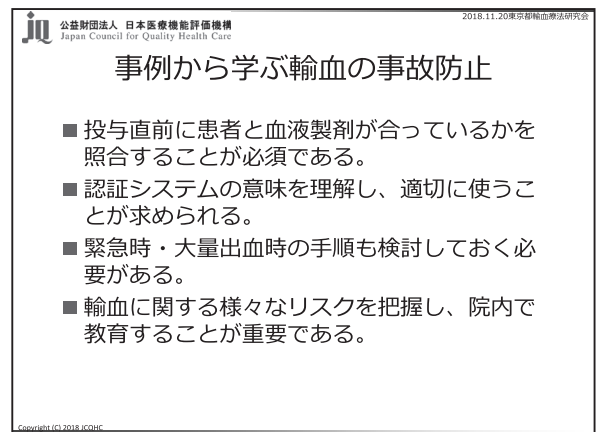 2018.11.20東京都輸血療法研究会
jq 公益財団法人 日本医療機能評価機構
Japan Council for Quality Health Care
事例から学ぶ輸血の事故防止
■ 投与直前に患者と血液製剤が合っているかを
照合することが必須である。
■ 認証システムの意味を理解し、適切に使うこ
とが求められる。
■ 緊急時・大量出血時の手順も検討しておく必
要がある。
■ 輸血に関する様々なリスクを把握し、院内で
教育することが重要である。
Copyright (C) 2018 JCQHC